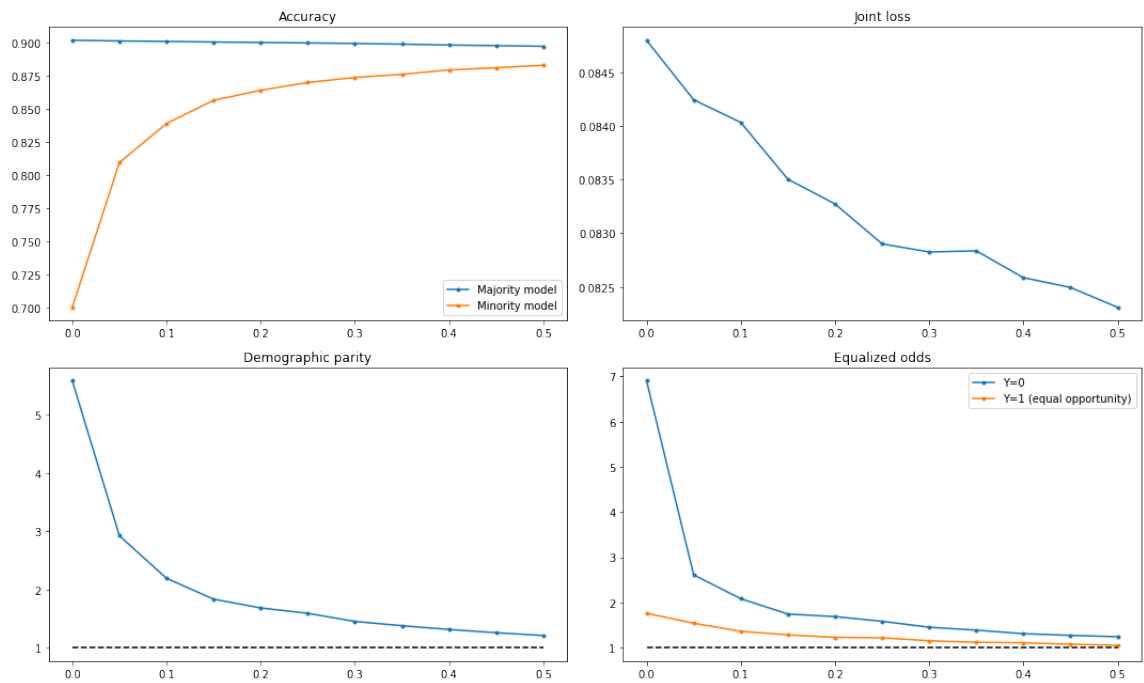 Accuracy
0.900
0.875
0.850
0.825
0.800
0.775
0.750
0.725
0.700
Majority model
Minority model
0.0 0.1 0.2 0.3 0.4 0.5
Joint loss
0.0845
0.0840
0.0835
0.0830
0.0825
0.0 0.1 0.2 0.3 0.4 0.5
Demographic parity
5
4
3
2
1
0.0 0.1 0.2 0.3 0.4 0.5
Equalized odds
7
6
5
4
3
2
1
Y=0
Y=1 (equal opportunity)
0.0 0.1 0.2 0.3 0.4 0.5